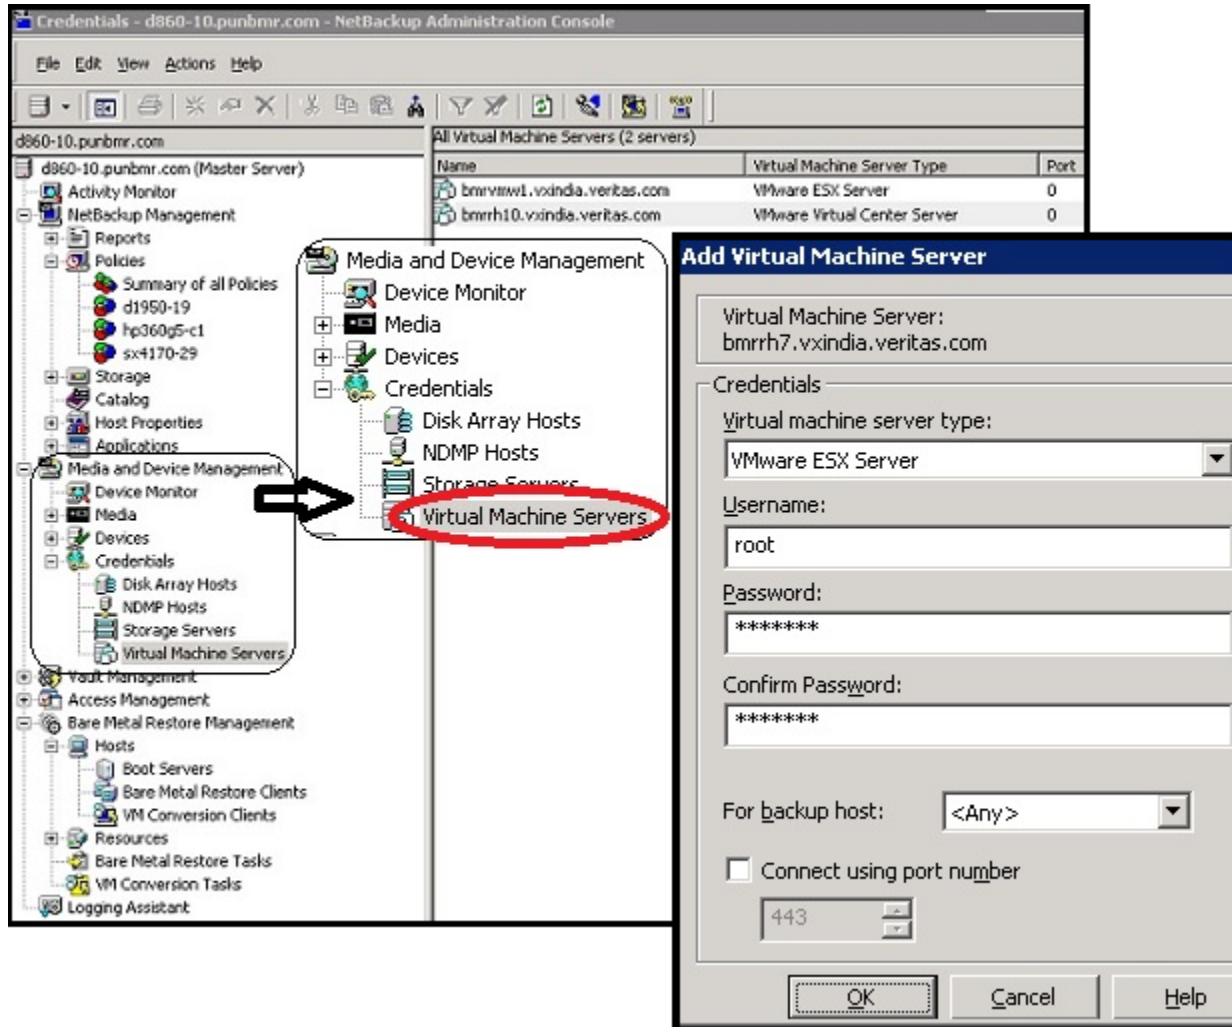 Credentials - d860-10.punbmr.com - NetBackup Administration Console
File Edit View Actions Help
d860-10.punbmr.com
All Virtual Machine Servers (2 servers)
d860-10.punbmr.com (Master Server)
Activity Monitor
NetBackup Management
Reports
Policies
Summary of all Policies
d1950-19
hp360g5-c1
sx4170-29
Storage
Catalog
Host Properties
Applications
Media and Device Management
Device Monitor
Media
Devices
Credentials
Disk Array Hosts
NDMP Hosts
Storage Servers
Virtual Machine Servers
Vault Management
Access Management
Bare Metal Restore Management
Hosts
Boot Servers
Bare Metal Restore Clients
VM Conversion Clients
Resources
Bare Metal Restore Tasks
VM Conversion Tasks
Logging Assistant
Name Virtual Machine Server Type Port
bmrvmw1.vxindia.veritas.com VMware ESX Server 0
bmrrh10.vxindia.veritas.com VMware Virtual Center Server 0
Media and Device Management
Device Monitor
Media
Devices
Credentials
Disk Array Hosts
NDMP Hosts
Storage Servers
Virtual Machine Servers
Add Virtual Machine Server
Virtual Machine Server:
bmrrh7.vxindia.veritas.com
Credentials
Virtual machine server type:
VMware ESX Server
Username:
root
Password:
*******
Confirm Password:
*******
For backup host: <Any>
Connect using port number
443
OK Cancel Help